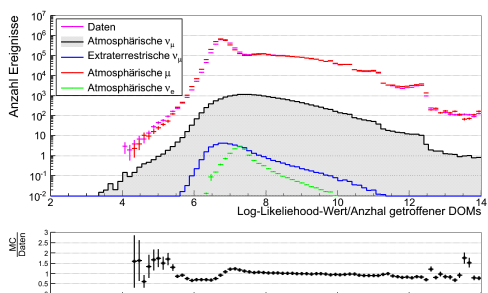 Anzahl Ereignisse
10^7
10^6
10^5
10^4
10^3
10^2
10
1
10^-1
10^-2
Daten
Atmosphärische ν_μ
Extraterrestrische ν_μ
Atmosphärische μ
Atmosphärische ν_e
2 4 6 8 10 12 14
Log-Likeliehood-Wert/Anzhal getroffener DOMs
MC
Daten
3
2.5
2
1.5
1
0.5